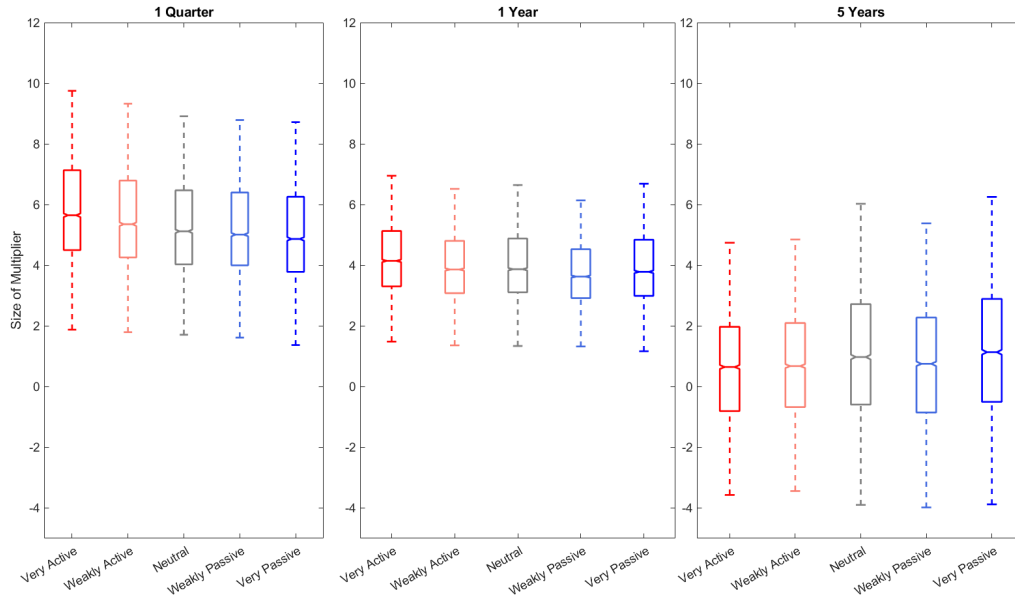 1 Quarter
1 Year
5 Years
Size of Multiplier
12
10
8
6
4
2
0
-2
-4
Very Active
Weakly Active
Neutral
Weakly Passive
Very Passive
12
10
8
6
4
2
0
-2
-4
Very Active
Weakly Active
Neutral
Weakly Passive
Very Passive
12
10
8
6
4
2
0
-2
-4
Very Active
Weakly Active
Neutral
Weakly Passive
Very Passive